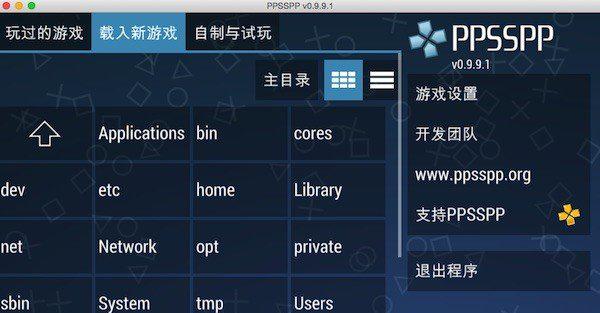 PPSSPP v0.9.9.1
玩过的游戏 载入新游戏 自制与试玩
PPSSPP
v0.9.9.1
主目录
游戏设置
Applications bin cores
开发团队
dev etc home Library
www.ppsspp.org
支持PPSSPP
net Network opt private
退出程序
sbin System tmp Users